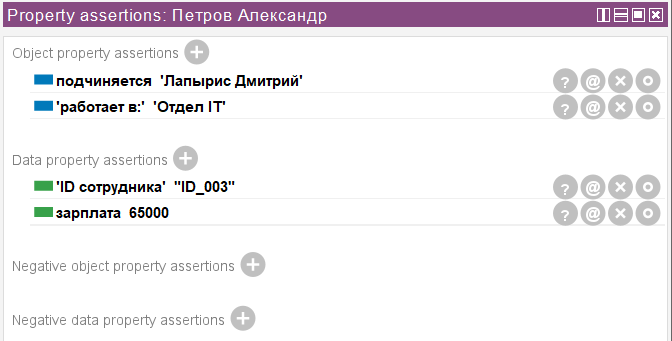 Property assertions: Петров Александр
Object property assertions
подчиняется 'Лапырис Дмитрий'
'работает в:' 'Отдел IT'
Data property assertions
'ID сотрудника' "ID_003"
зарплата 65000
Negative object property assertions
Negative data property assertions